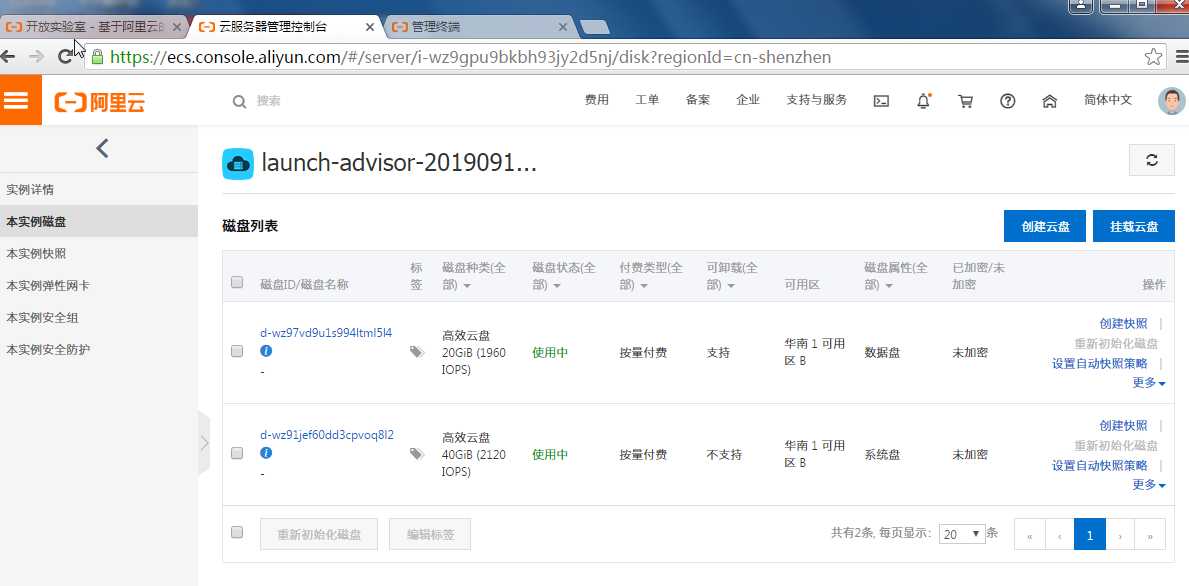 开放实验室 - 基于阿里云的
云服务器管理控制台
管理终端
https://ecs.console.aliyun.com/#/server/i-wz9gpu9bkbh93jy2d5nj/disk?regionId=cn-shenzhen
阿里云
搜索
费用 工单 备案 企业 支持与服务 简体中文
实例详情
本实例磁盘
本实例快照
本实例弹性网卡
本实例安全组
本实例安全防护
launch-advisor-2019091...
磁盘列表
创建云盘 挂载云盘
磁盘ID/磁盘名称
标
签
磁盘种类(全
部)
磁盘状态(全
部)
付费类型(全
部)
可卸载(全
部)
可用区
磁盘属性(全
部)
已加密/未
加密
操作
d-wz97vd9u1s994ltml5l4
-
高效云盘
20GiB (1960
IOPS)
使用中
按量付费
支持
华南 1 可用
区 B
数据盘
未加密
创建快照 |
重新初始化磁盘
设置自动快照策略 |
更多
d-wz91jef60dd3cpvoq8l2
-
高效云盘
40GiB (2120
IOPS)
使用中
按量付费
不支持
华南 1 可用
区 B
系统盘
未加密
创建快照 |
重新初始化磁盘
设置自动快照策略 |
更多
重新初始化磁盘 编辑标签
共有2条, 每页显示: 20 条 « ‹ 1 › »